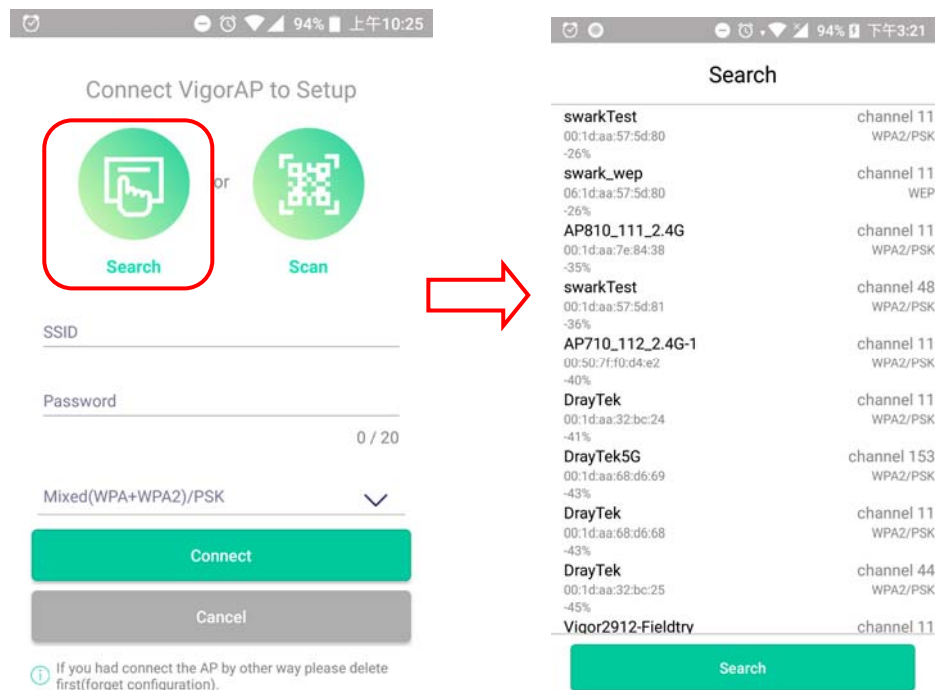 94% 上午10:25
Connect VigorAP to Setup
or
Search
Scan
SSID
Password
0 / 20
Mixed(WPA+WPA2)/PSK
Connect
Cancel
If you had connect the AP by other way please delete
first(forget configuration).
94% 下午3:21
Search
swarkTest channel 11
00:1d:aa:57:5d:80 WPA2/PSK
-26%
swark_wep channel 11
06:1d:aa:57:5d:80 WEP
-26%
AP810_111_2.4G channel 11
00:1d:aa:7e:84:38 WPA2/PSK
-35%
swarkTest channel 48
00:1d:aa:57:5d:81 WPA2/PSK
-36%
AP710_112_2.4G-1 channel 11
00:50:7f:f0:d4:e2 WPA2/PSK
-40%
DrayTek channel 11
00:1d:aa:32:bc:24 WPA2/PSK
-41%
DrayTek5G channel 153
00:1d:aa:68:d6:69 WPA2/PSK
-43%
DrayTek channel 11
00:1d:aa:68:d6:68 WPA2/PSK
-43%
DrayTek channel 44
00:1d:aa:32:bc:25 WPA2/PSK
-45%
Vigor2912-Fieldtry channel 11
Search